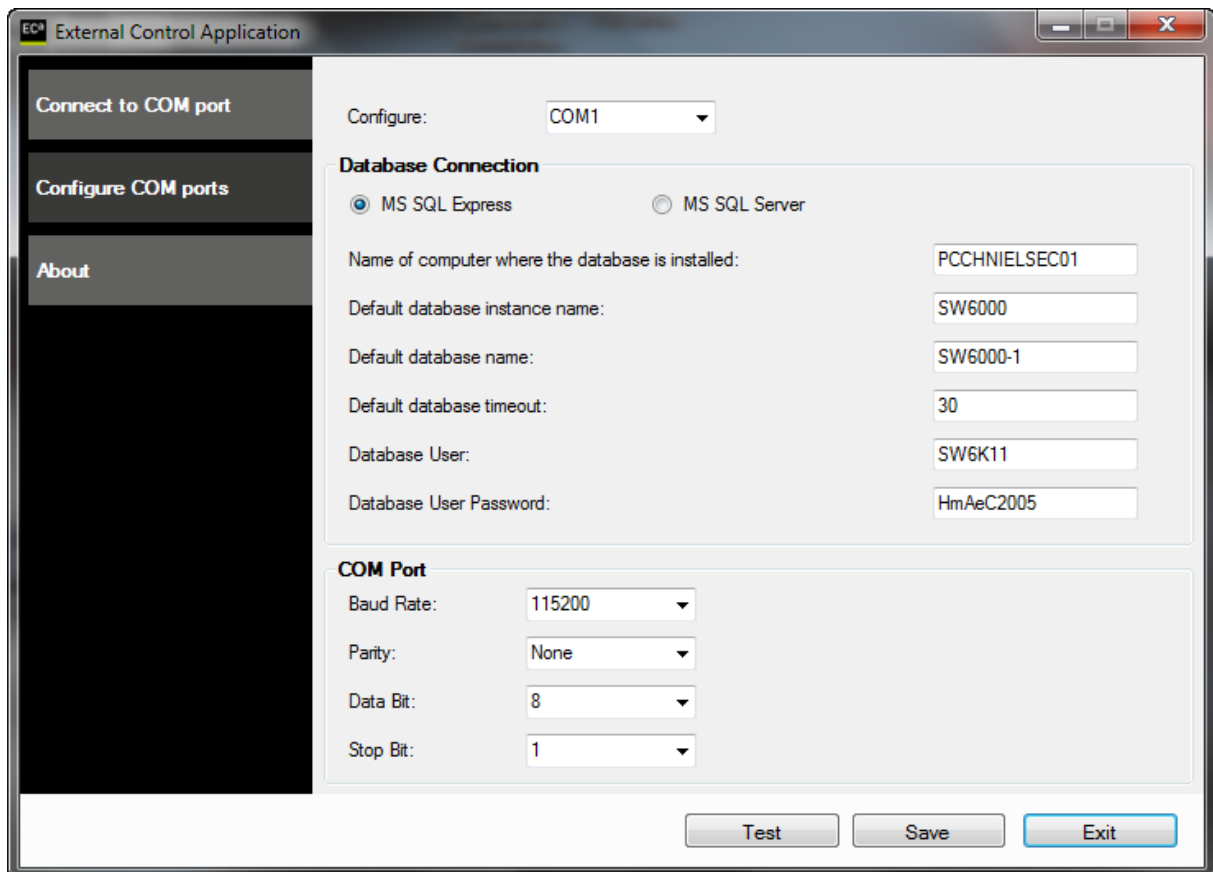 ECa External Control Application
Connect to COM port
Configure COM ports
About
Configure: COM1
Database Connection
MS SQL Express MS SQL Server
Name of computer where the database is installed: PCCHNIELSEC01
Default database instance name: SW6000
Default database name: SW6000-1
Default database timeout: 30
Database User: SW6K11
Database User Password: HmAeC2005
COM Port
Baud Rate: 115200
Parity: None
Data Bit: 8
Stop Bit: 1
Test Save Exit